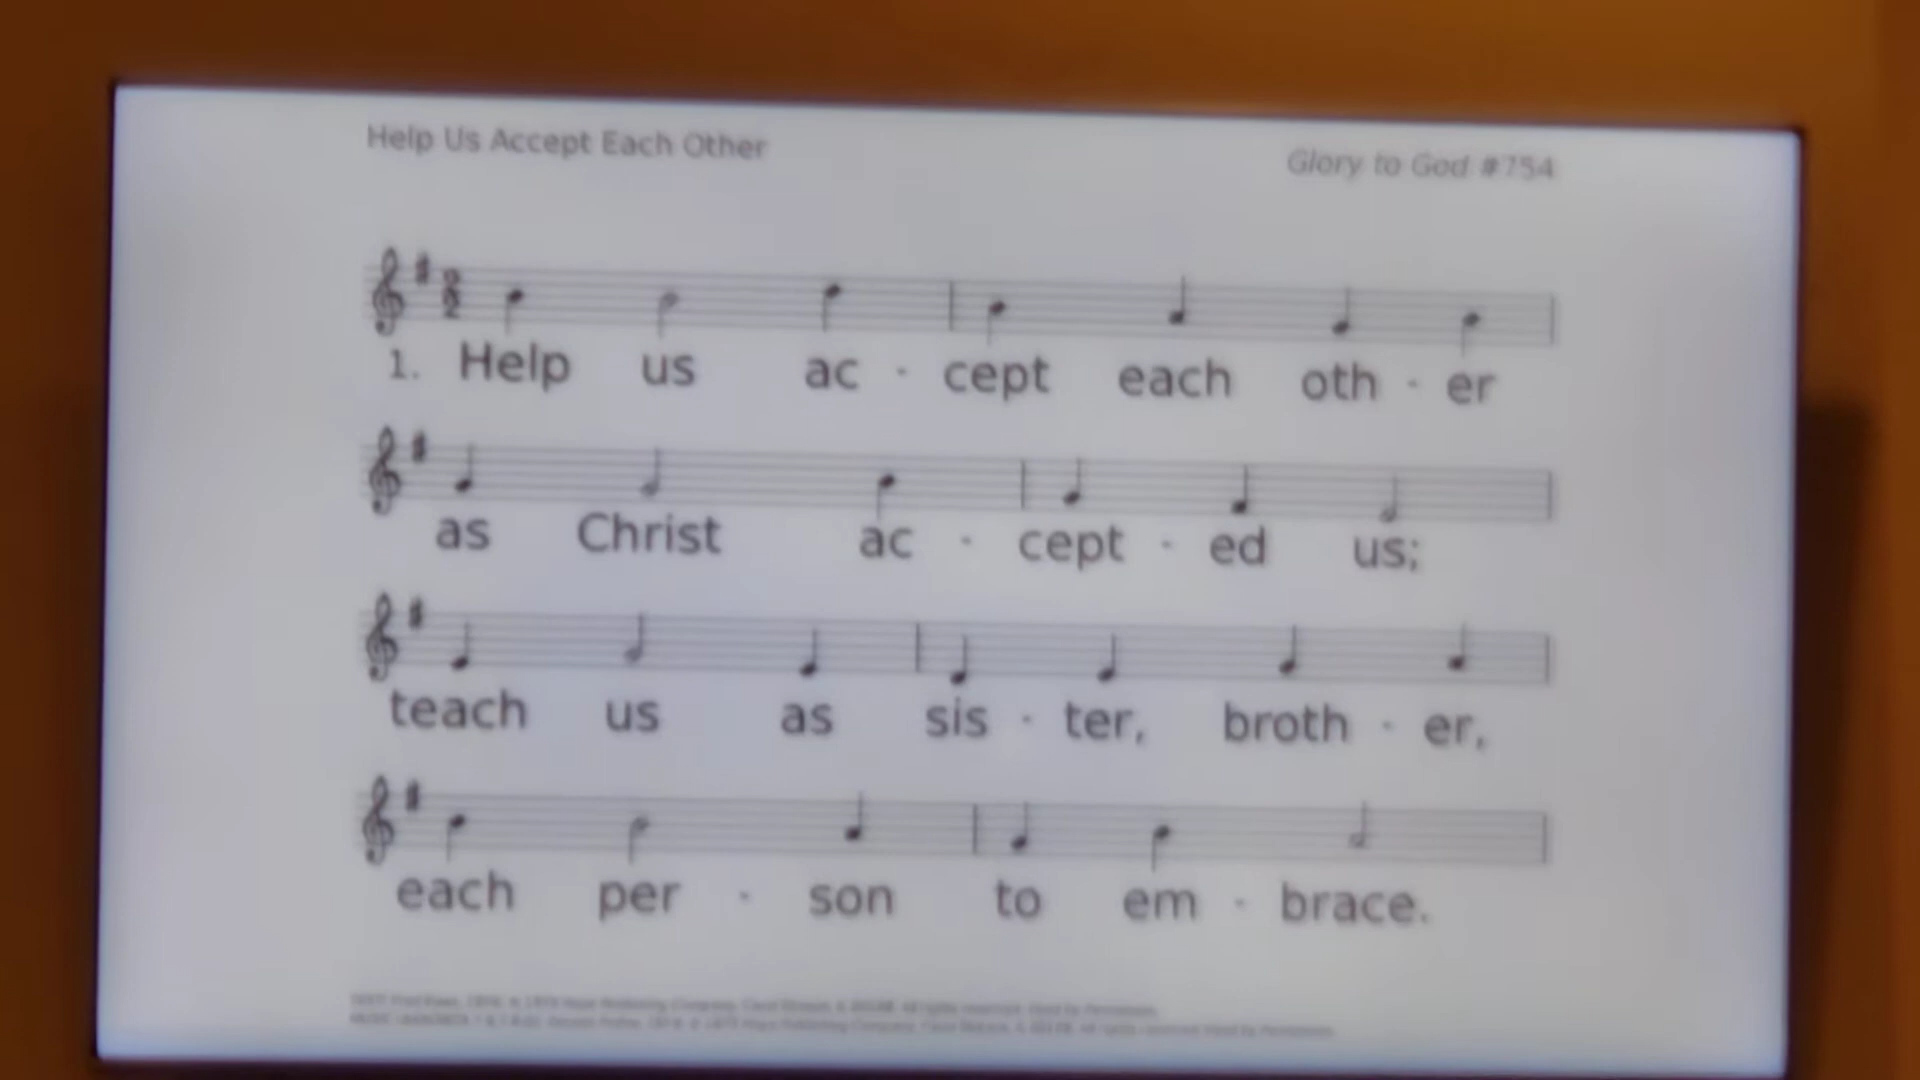 Help Us Accept Each Other
Glory to God #754
1. Help us ac - cept each oth - er
as Christ ac - cept - ed us;
teach us as sis - ter, broth - er,
each per - son to em - brace.